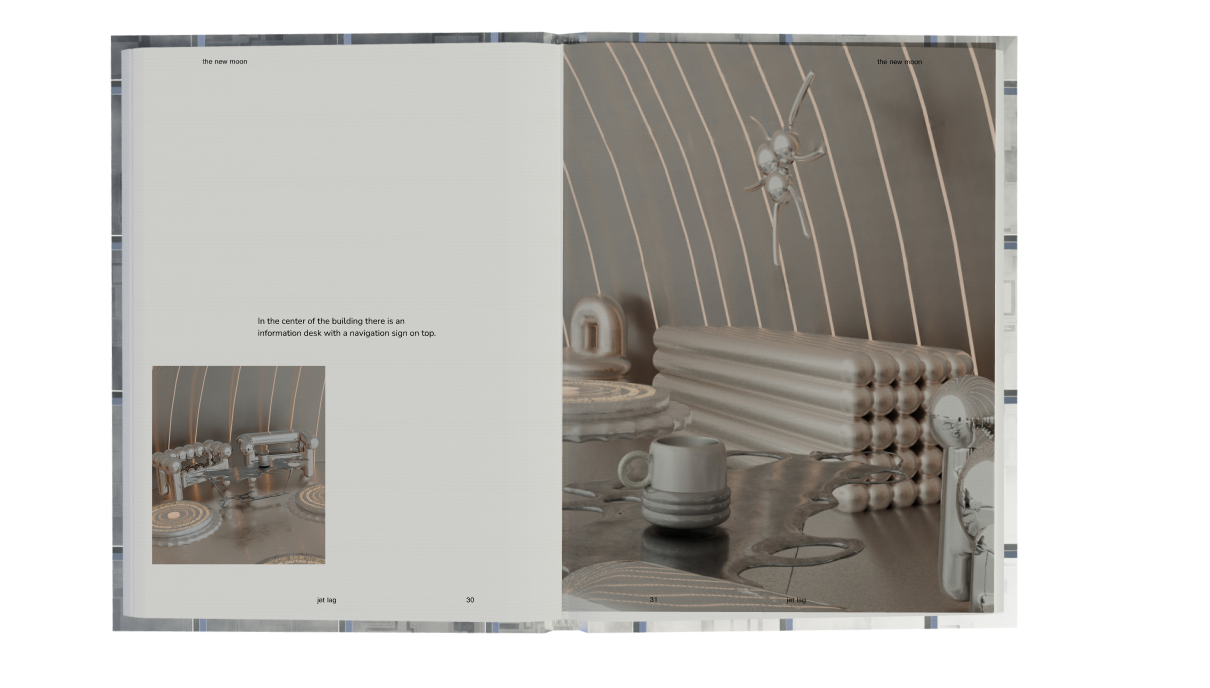 the new moon
In the center of the building there is an
information desk with a navigation sign on top.
jet lag
30
the new moon
31
jet lag